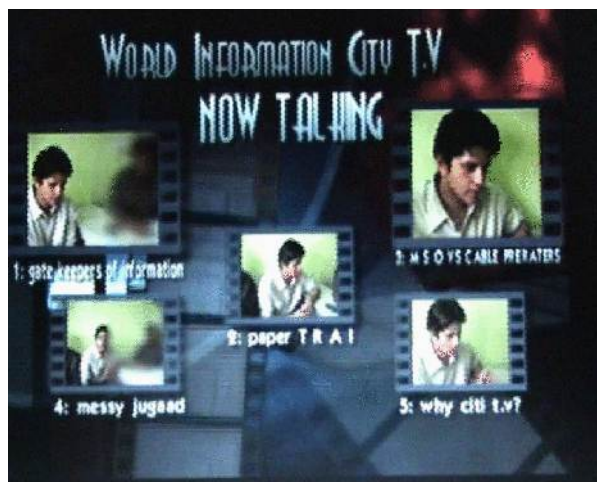 WORLD INFORMATION CITY T.V
NOW TALKING
1: gate keepers of information
2: paper T R A I
3: M S O VS CABLE PRERATERS
4: messy jugaad
5: why citi t.v?